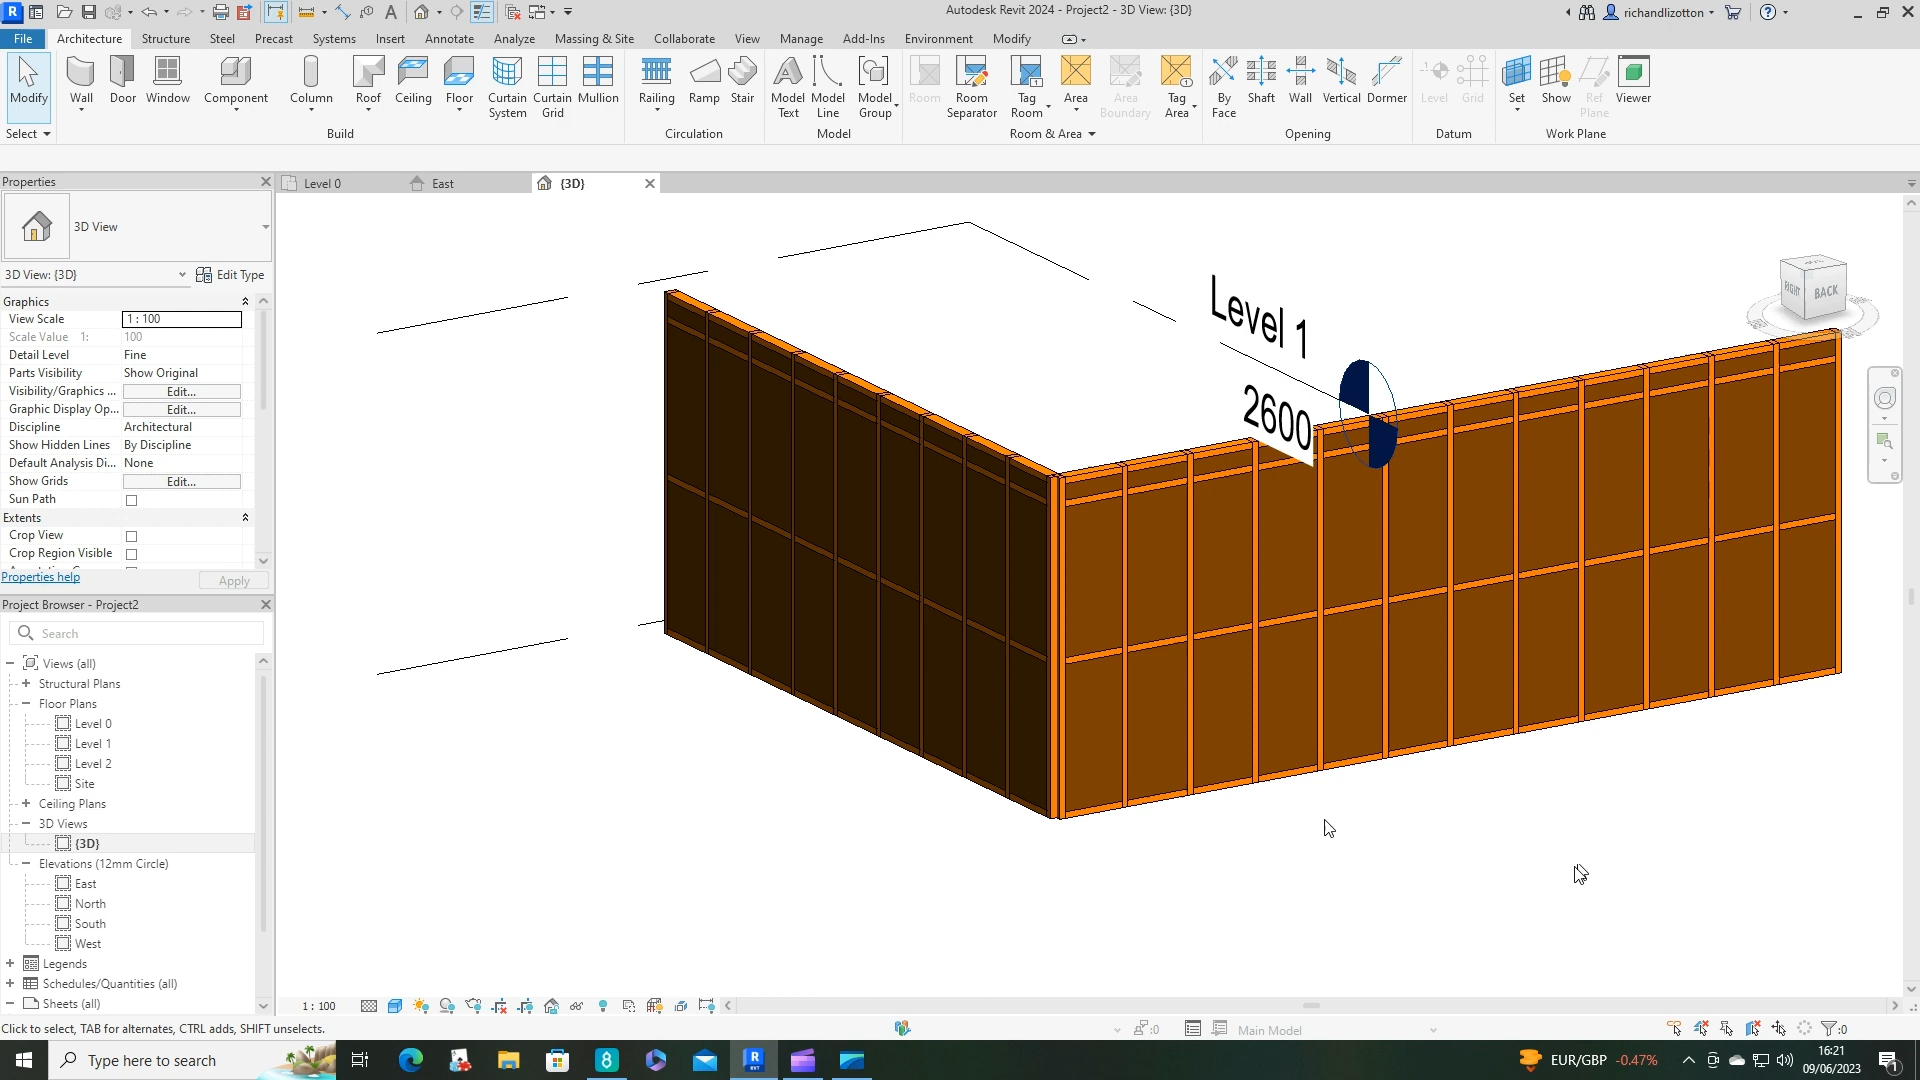 Autodesk Revit 2024 - Project2 - 3D View: {3D}
richandlizotton
File Architecture Structure Steel Precast Systems Insert Annotate Analyze Massing & Site Collaborate View Manage Add-Ins Environment Modify
Modify Wall Door Window Component Column Roof Ceiling Floor Curtain System Curtain Grid Mullion Railing Ramp Stair Model Text Model Line Model Group Room Room Separator Tag Room Area Area Boundary Tag Area By Face Shaft Wall Vertical Dormer Level Grid Set Show Ref Plane Viewer
Select Build Circulation Model Room & Area Opening Datum Work Plane
Properties
Level 0 East {3D}
3D View
3D View: {3D} Edit Type
Graphics
View Scale 1 : 100
Scale Value 1: 100
Detail Level Fine
Parts Visibility Show Original
Visibility/Graphics ... Edit...
Graphic Display Op... Edit...
Discipline Architectural
Show Hidden Lines By Discipline
Default Analysis Di... None
Show Grids Edit...
Sun Path
Extents
Crop View
Crop Region Visible
Properties help Apply
Project Browser - Project2
Search
Views (all)
Structural Plans
Floor Plans
Level 0
Level 1
Level 2
Site
Ceiling Plans
3D Views
{3D}
Elevations (12mm Circle)
East
North
South
West
Legends
Schedules/Quantities (all)
Sheets (all)
Level 1
2600
RIGHT BACK
1 : 100
Click to select, TAB for alternates, CTRL adds, SHIFT unselects.
:0 Main Model :0
Type here to search
EUR/GBP -0.47%
16:21
09/06/2023